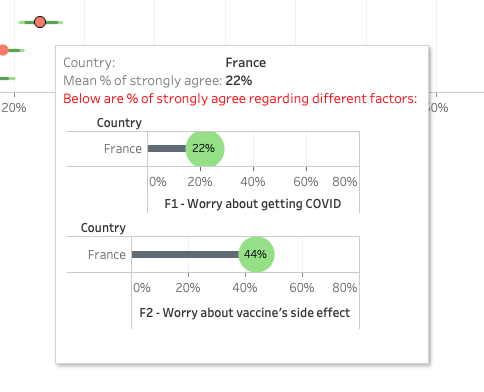 Country: France
Mean % of strongly agree: 22%
Below are % of strongly agree regarding different factors:
20% 60%
Country
France 22%
0% 20% 40% 60% 80%
F1 - Worry about getting COVID
Country
France 44%
0% 20% 40% 60% 80%
F2 - Worry about vaccine's side effect